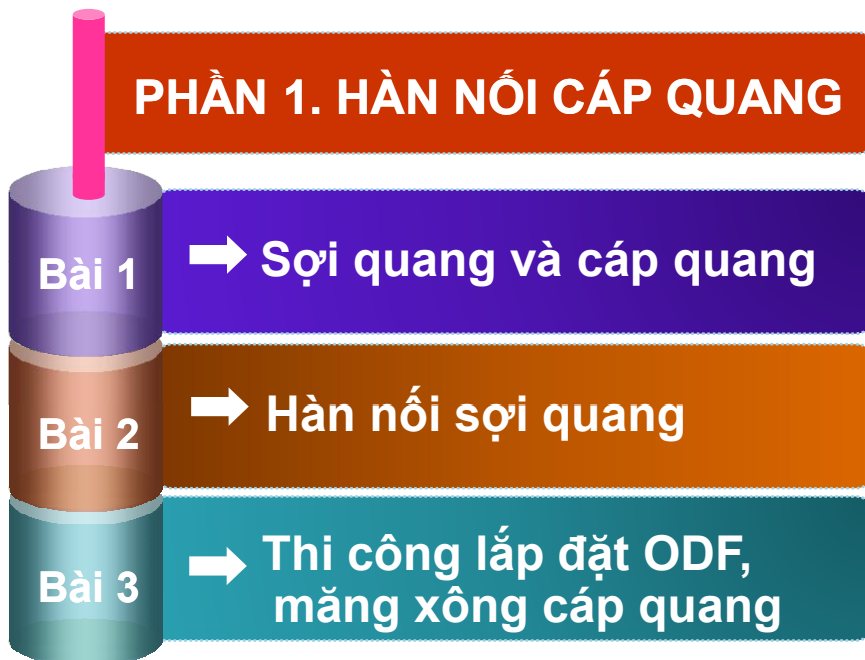 PHẦN 1. HÀN NỐI CÁP QUANG
Bài 1
Sợi quang và cáp quang
Bài 2
Hàn nối sợi quang
Bài 3
Thi công lắp đặt ODF,
măng xông cáp quang